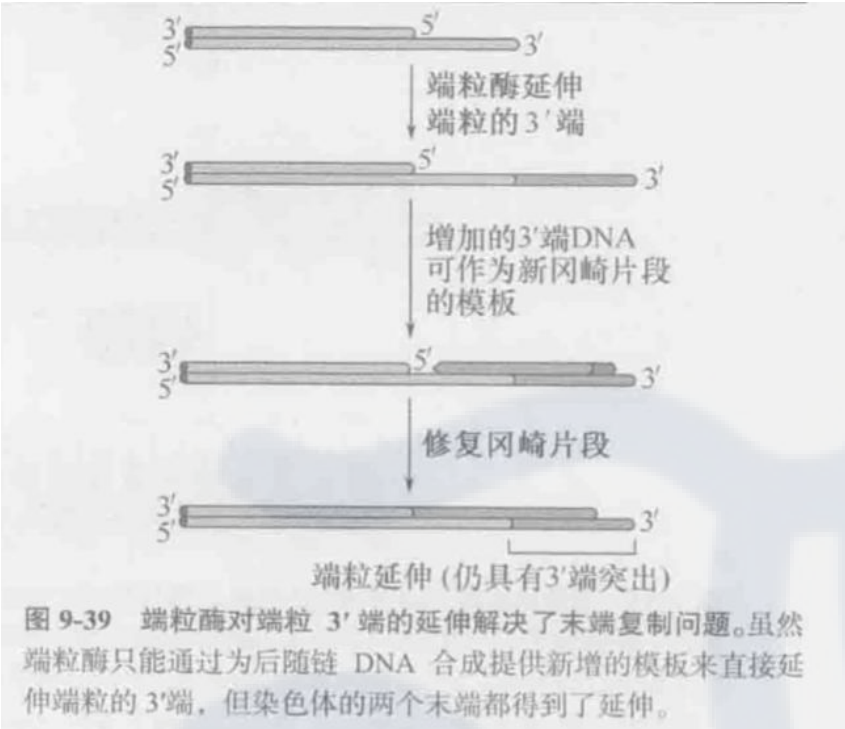 3′ 5′
5′ 3′
端粒酶延伸
端粒的3′端
3′ 5′
5′ 3′
增加的3′端DNA
可作为新冈崎片段
的模板
3′ 5′
5′ 3′
修复冈崎片段
3′
5′ 3′
端粒延伸(仍具有3′端突出)
图 9-39 端粒酶对端粒 3′ 端的延伸解决了末端复制问题。虽然
端粒酶只能通过为后随链 DNA 合成提供新增的模板来直接延
伸端粒的 3′端，但染色体的两个末端都得到了延伸。